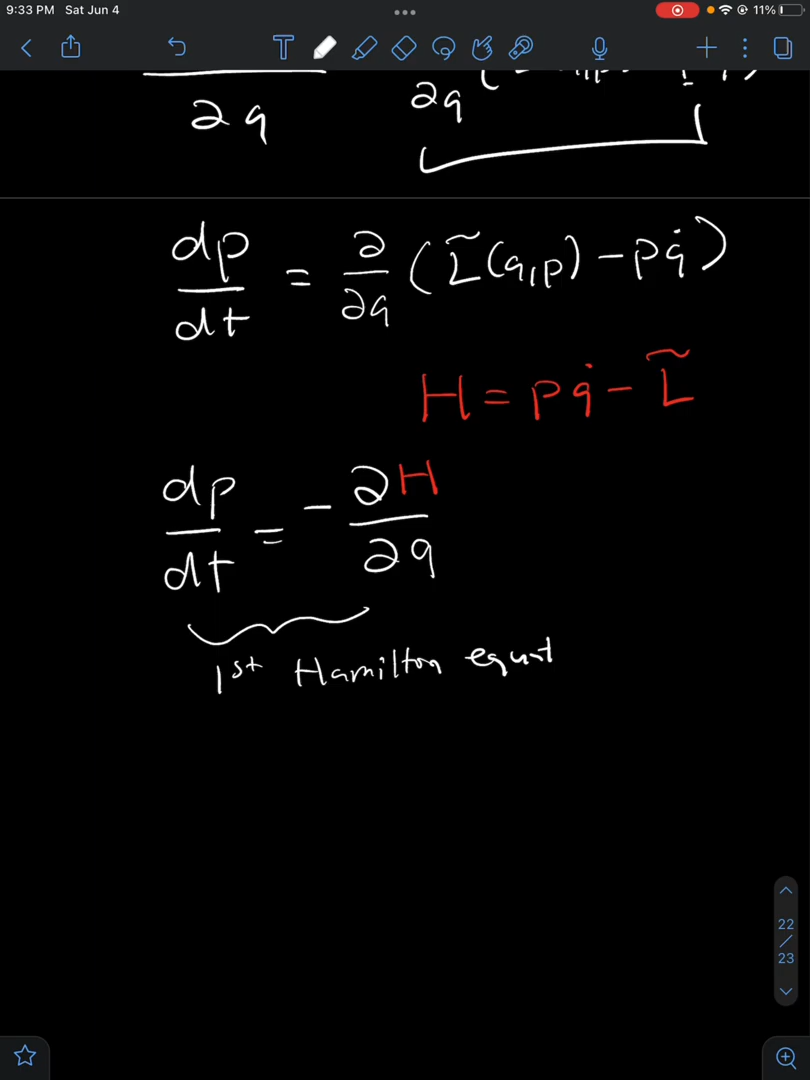 9:33 PM Sat Jun 4 11%
T
∂q ∂q
dp/dt = ∂/∂q (L̃(q,p) − pq̇)
H = pq̇ − L̃
dp/dt = − ∂H/∂q
1st Hamilton equat
22
/
23